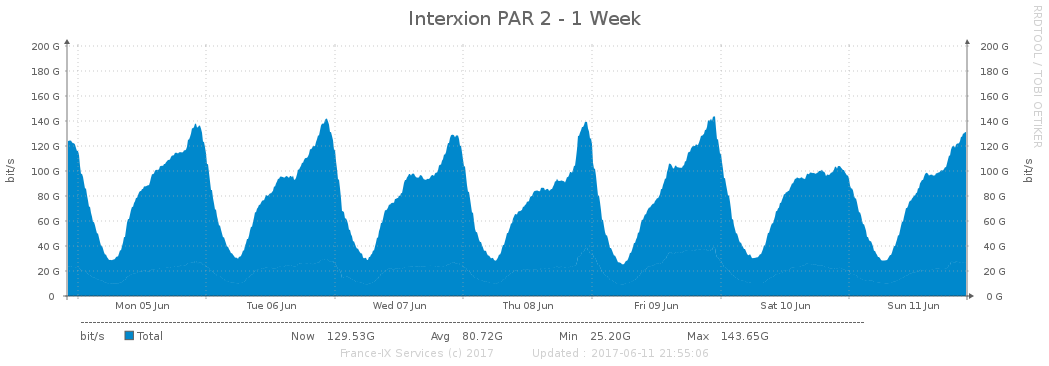 Interxion PAR 2 - 1 Week
RRDTOOL / TOBI OETIKER
200 G 200 G
180 G 180 G
160 G 160 G
140 G 140 G
120 G 120 G
100 G 100 G
80 G 80 G
60 G 60 G
40 G 40 G
20 G 20 G
0 0 G
bit/s
bit/s
Mon 05 Jun Tue 06 Jun Wed 07 Jun Thu 08 Jun Fri 09 Jun Sat 10 Jun Sun 11 Jun
bit/s Total Now 129.53G Avg 80.72G Min 25.20G Max 143.65G
France-IX Services (c) 2017 Updated : 2017-06-11 21:55:06